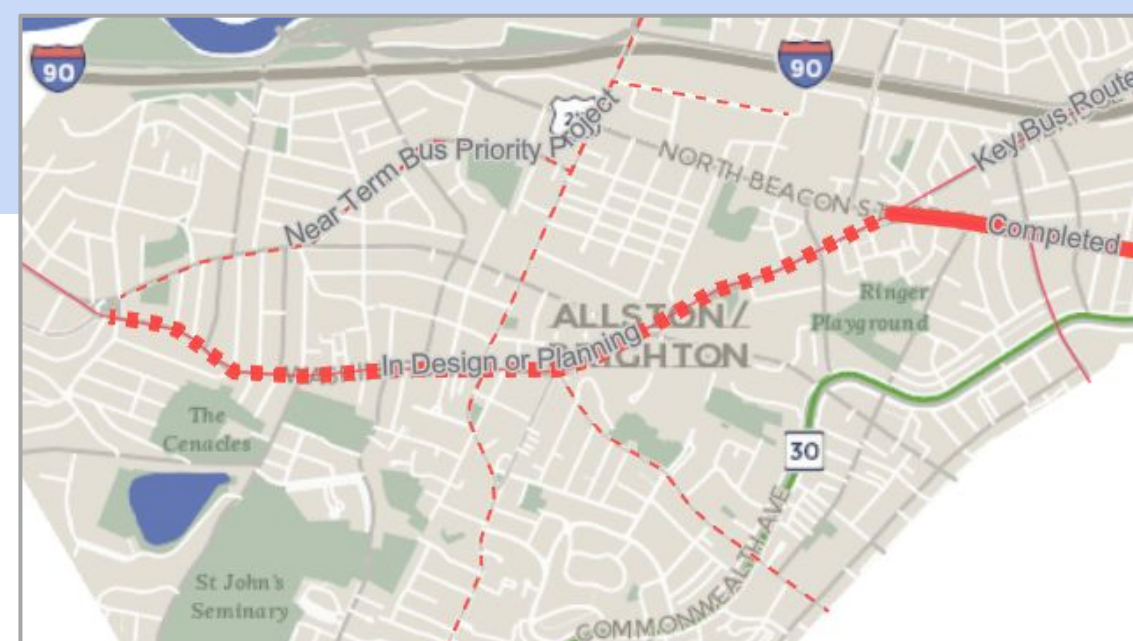 90
90
Key Bus Route
Near Term Bus Priority Project
NORTH BEACON ST
Completed
Ringer
Playground
ALLSTON/
BRIGHTON
In Design or Planning
The
Cenacles
30
St John's
Seminary
COMMONWEALTH AVE